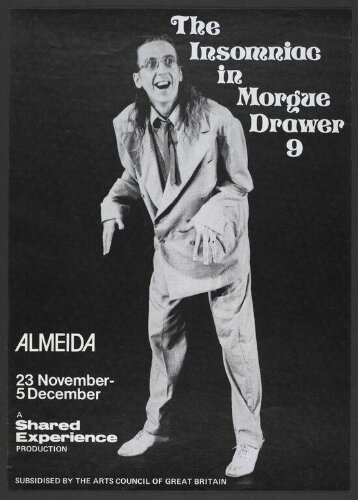 The
Insomniac
in
Morgue
Drawer
9
ALMEIDA
23 November-
5 December
A
Shared
Experience
PRODUCTION
SUBSIDISED BY THE ARTS COUNCIL OF GREAT BRITAIN